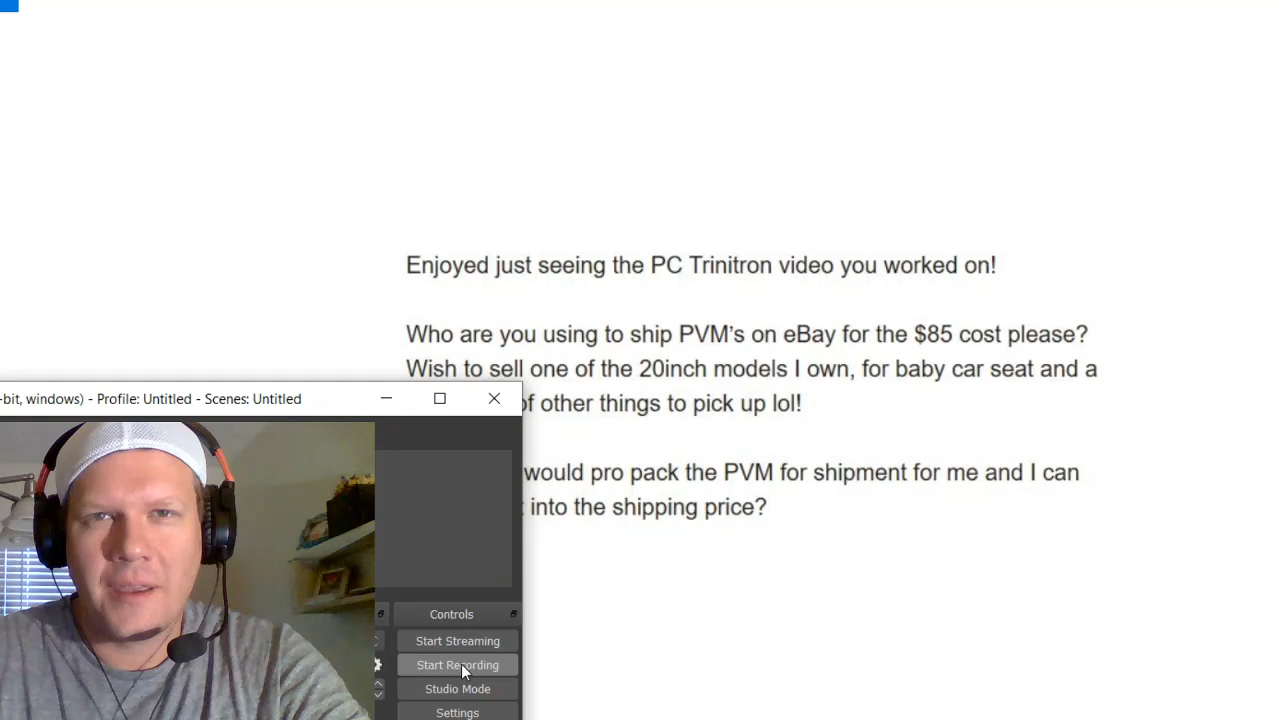 Enjoyed just seeing the PC Trinitron video you worked on!
Who are you using to ship PVM's on eBay for the $85 cost please?
Wish to sell one of the 20inch models I own, for baby car seat and a
of other things to pick up lol!
would pro pack the PVM for shipment for me and I can
into the shipping price?
-bit, windows) - Profile: Untitled - Scenes: Untitled
Controls
Start Streaming
Start Recording
Studio Mode
Settings